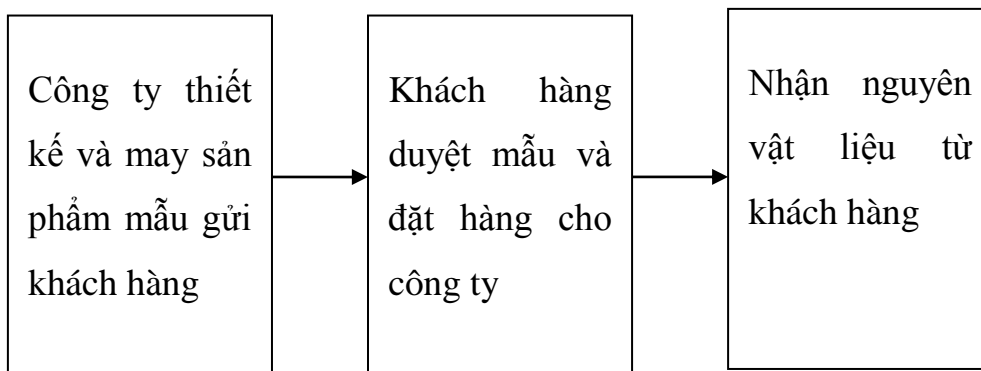 Công ty thiết
kế và may sản
phẩm mẫu gửi
khách hàng
Khách hàng
duyệt mẫu và
đặt hàng cho
công ty
Nhận nguyên
vật liệu từ
khách hàng